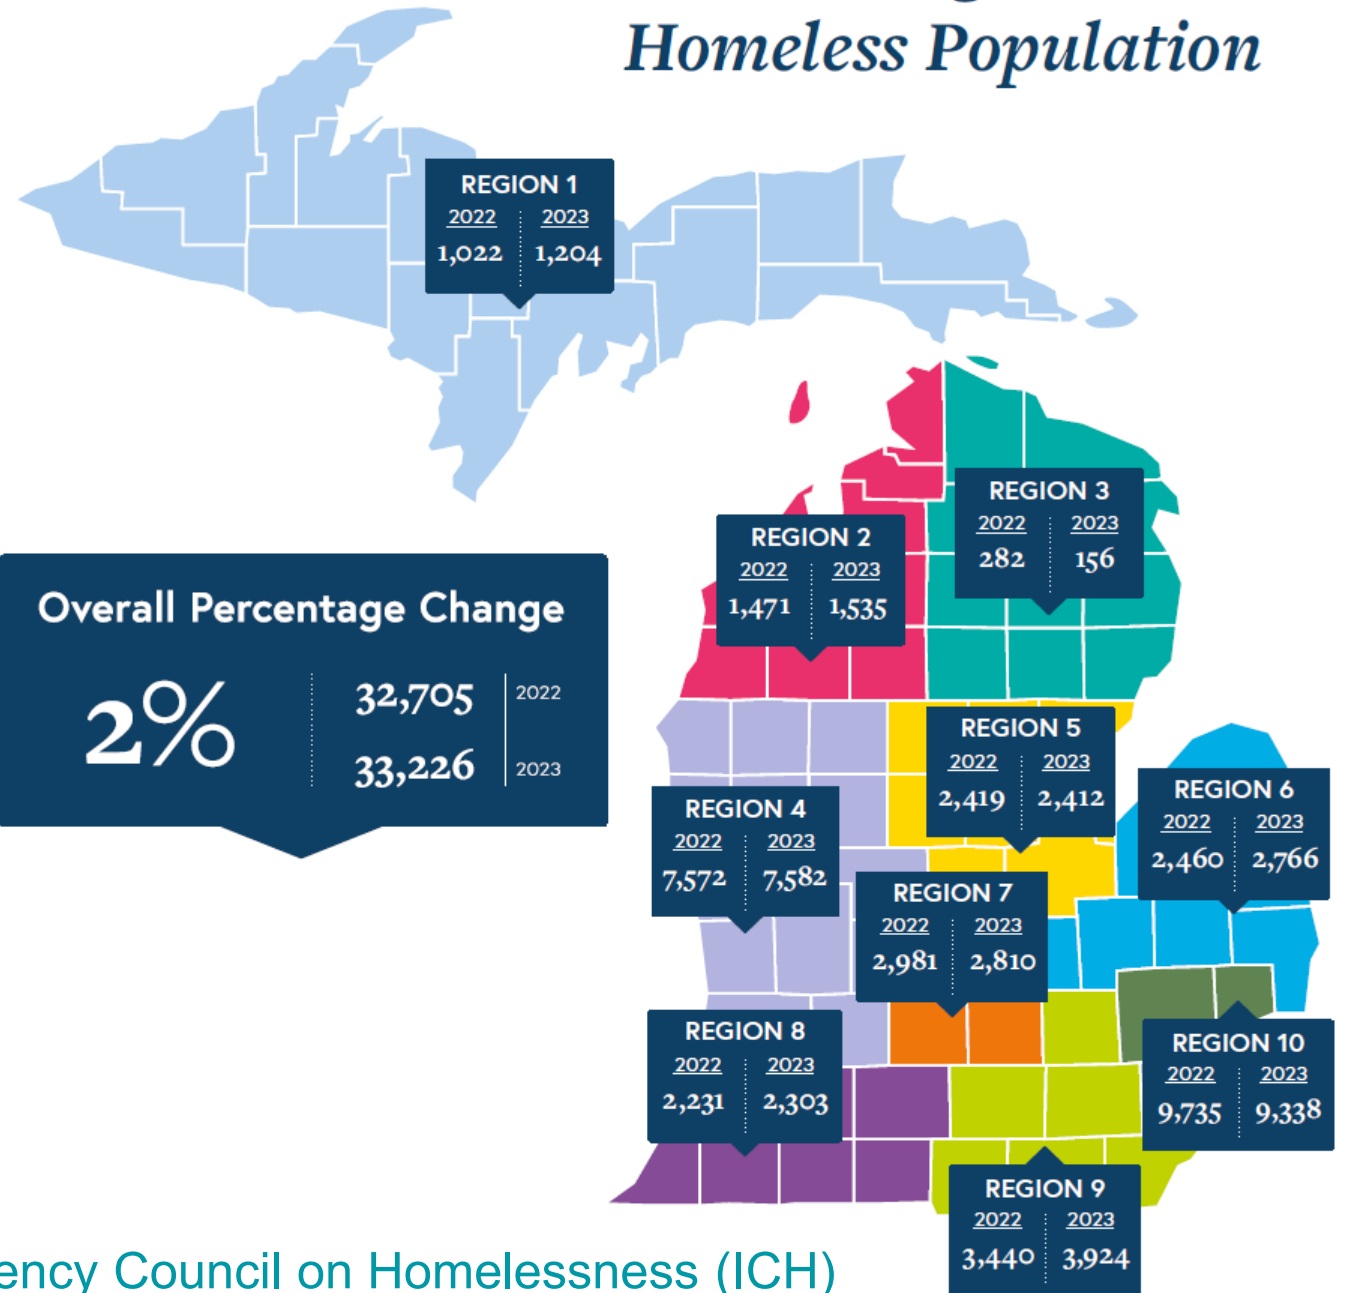 Homeless Population
REGION 1
2022 2023
1,022 1,204
REGION 2
2022 2023
1,471 1,535
REGION 3
2022 2023
282 156
Overall Percentage Change
2%
32,705 2022
33,226 2023
REGION 4
2022 2023
7,572 7,582
REGION 5
2022 2023
2,419 2,412
REGION 6
2022 2023
2,460 2,766
REGION 7
2022 2023
2,981 2,810
REGION 8
2022 2023
2,231 2,303
REGION 10
2022 2023
9,735 9,338
REGION 9
2022 2023
3,440 3,924
ency Council on Homelessness (ICH)